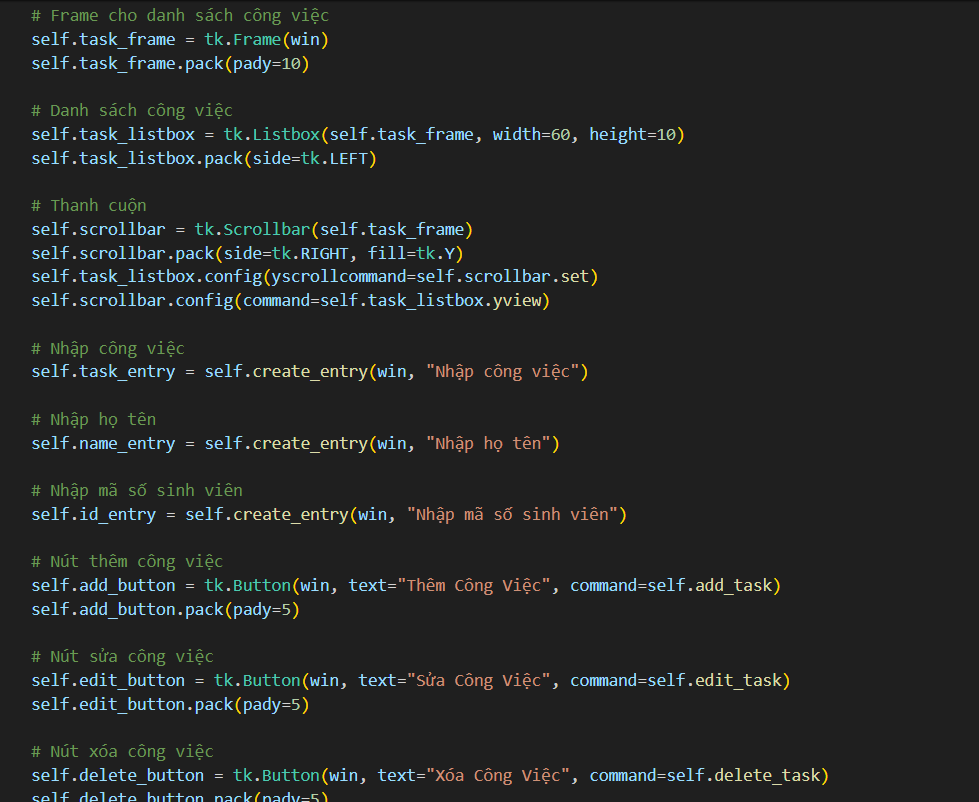 # Frame cho danh sách công việc
self.task_frame = tk.Frame(win)
self.task_frame.pack(pady=10)
# Danh sách công việc
self.task_listbox = tk.Listbox(self.task_frame, width=60, height=10)
self.task_listbox.pack(side=tk.LEFT)
# Thanh cuộn
self.scrollbar = tk.Scrollbar(self.task_frame)
self.scrollbar.pack(side=tk.RIGHT, fill=tk.Y)
self.task_listbox.config(yscrollcommand=self.scrollbar.set)
self.scrollbar.config(command=self.task_listbox.yview)
# Nhập công việc
self.task_entry = self.create_entry(win, "Nhập công việc")
# Nhập họ tên
self.name_entry = self.create_entry(win, "Nhập họ tên")
# Nhập mã số sinh viên
self.id_entry = self.create_entry(win, "Nhập mã số sinh viên")
# Nút thêm công việc
self.add_button = tk.Button(win, text="Thêm Công Việc", command=self.add_task)
self.add_button.pack(pady=5)
# Nút sửa công việc
self.edit_button = tk.Button(win, text="Sửa Công Việc", command=self.edit_task)
self.edit_button.pack(pady=5)
# Nút xóa công việc
self.delete_button = tk.Button(win, text="Xóa Công Việc", command=self.delete_task)
self.delete_button.pack(pady=5)